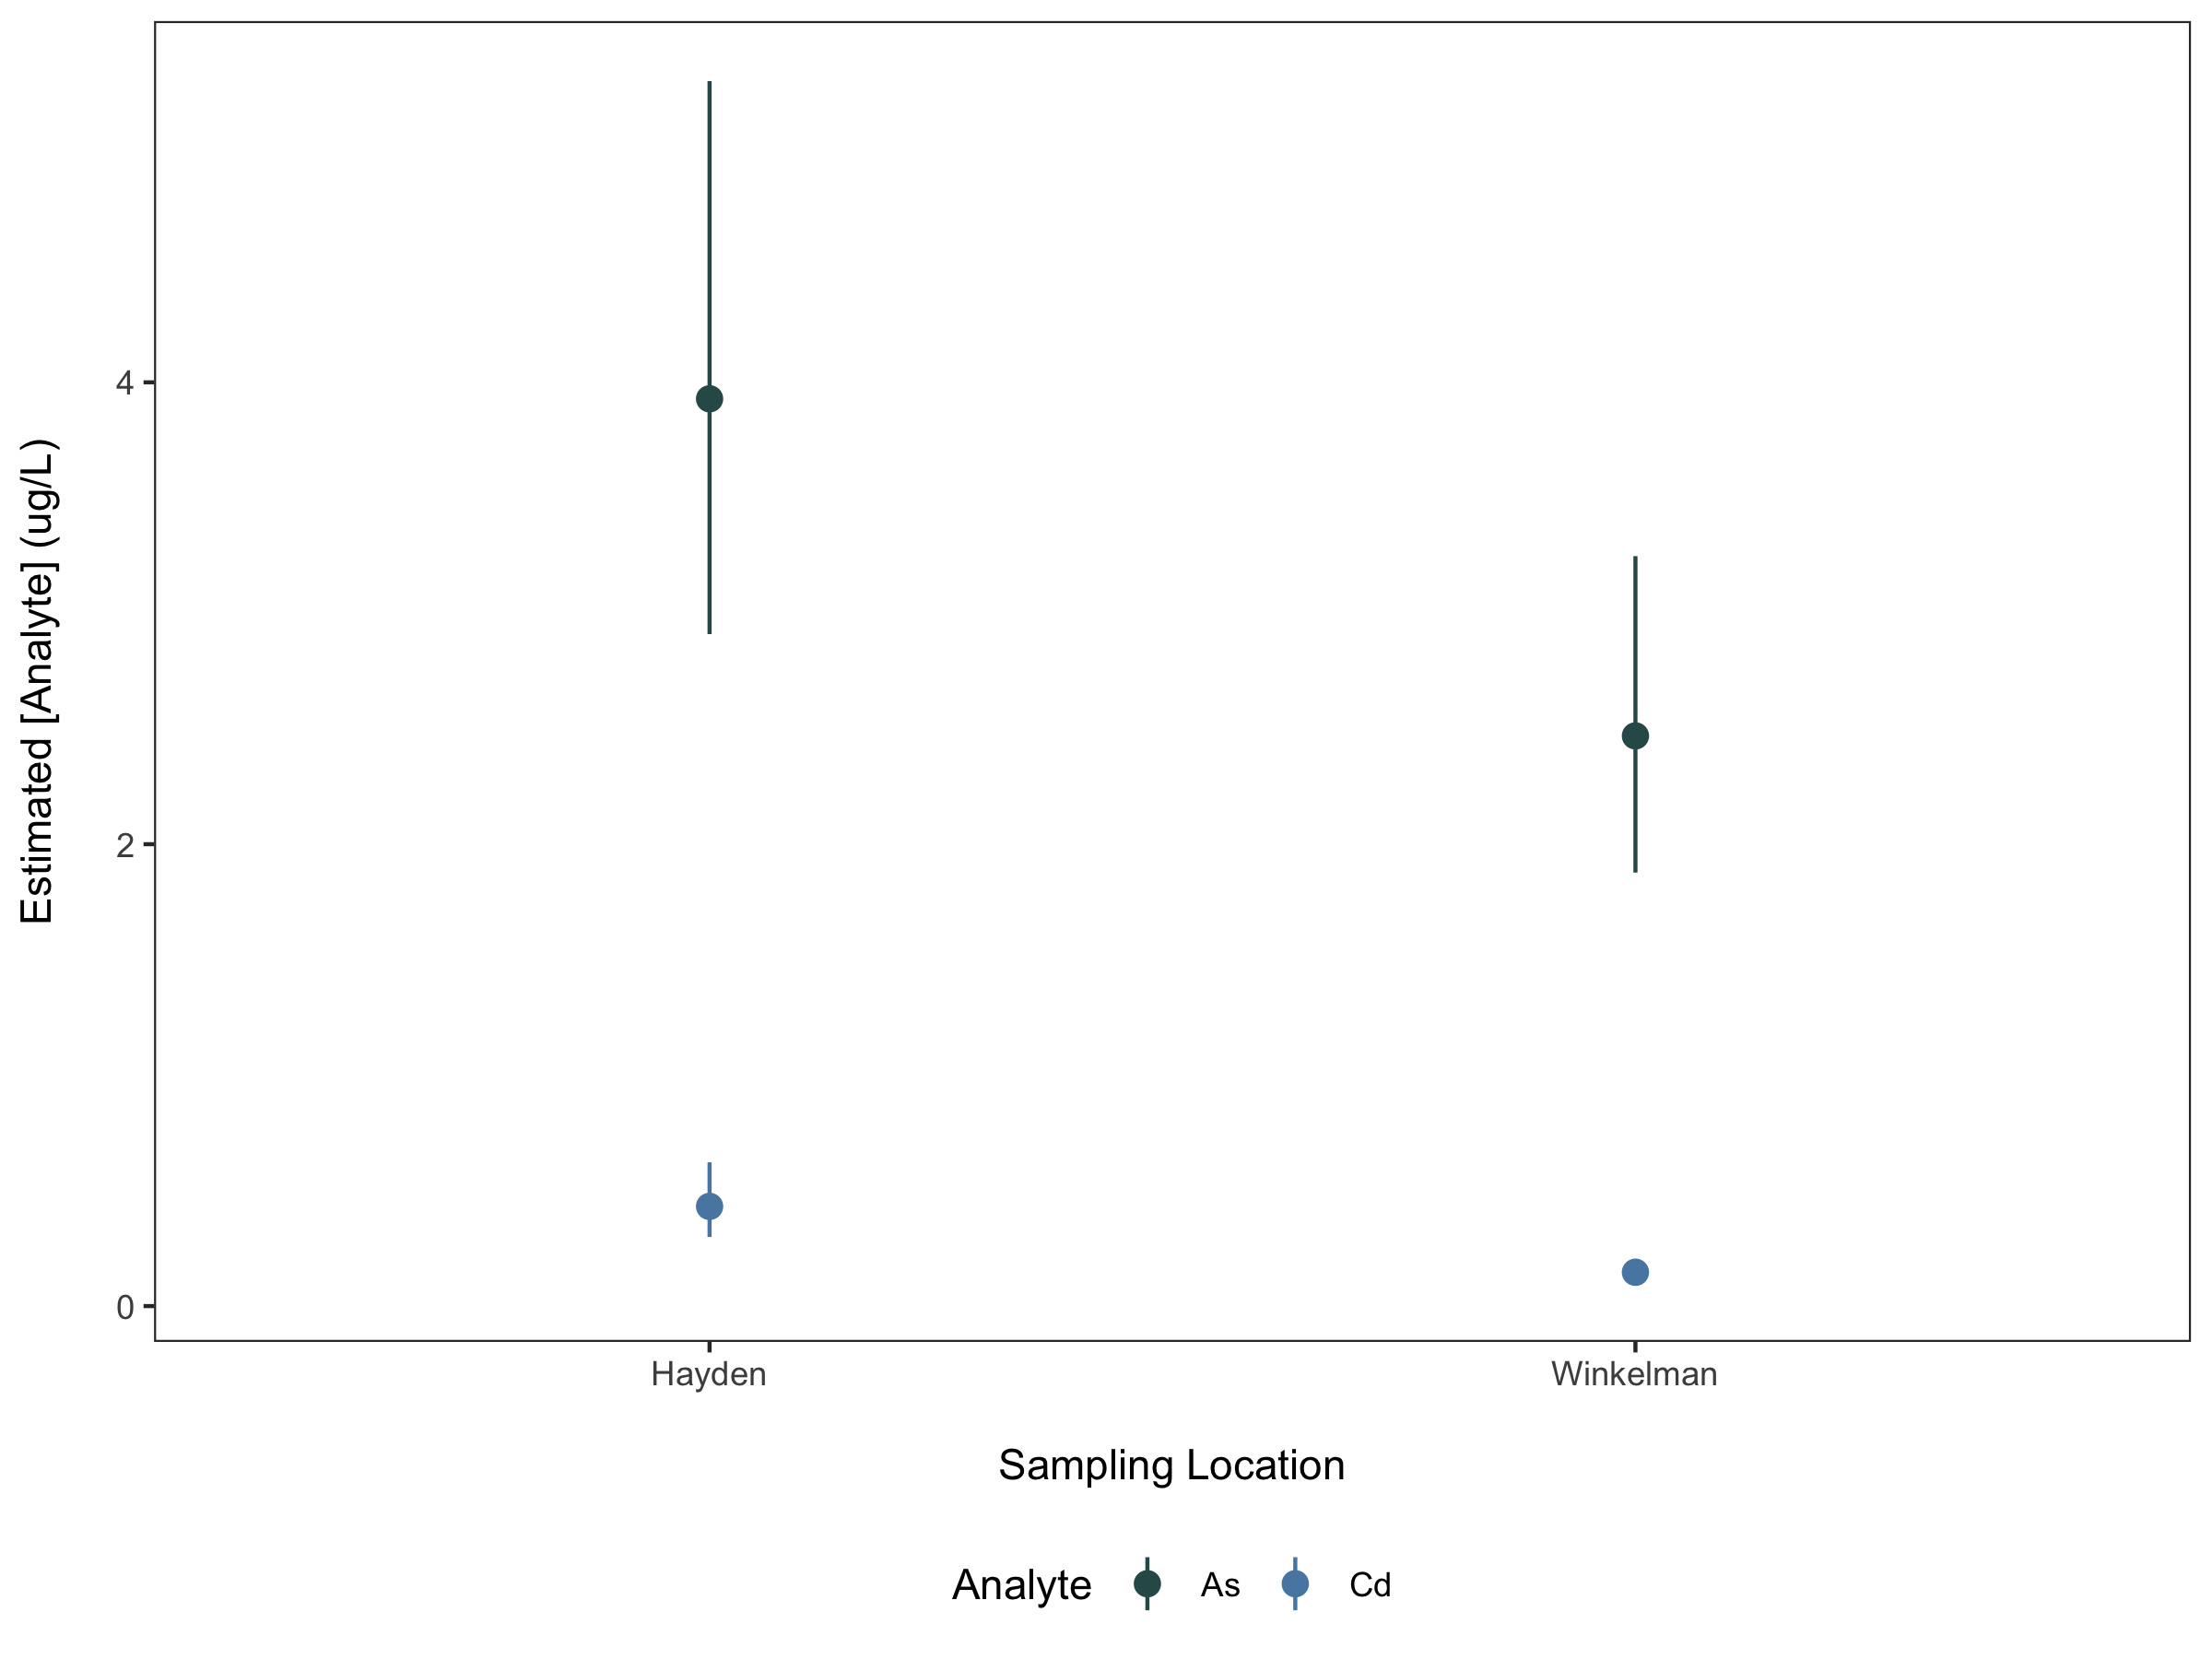 Estimated [Analyte] (ug/L)
4
2
0
Hayden
Winkelman
Sampling Location
Analyte As Cd